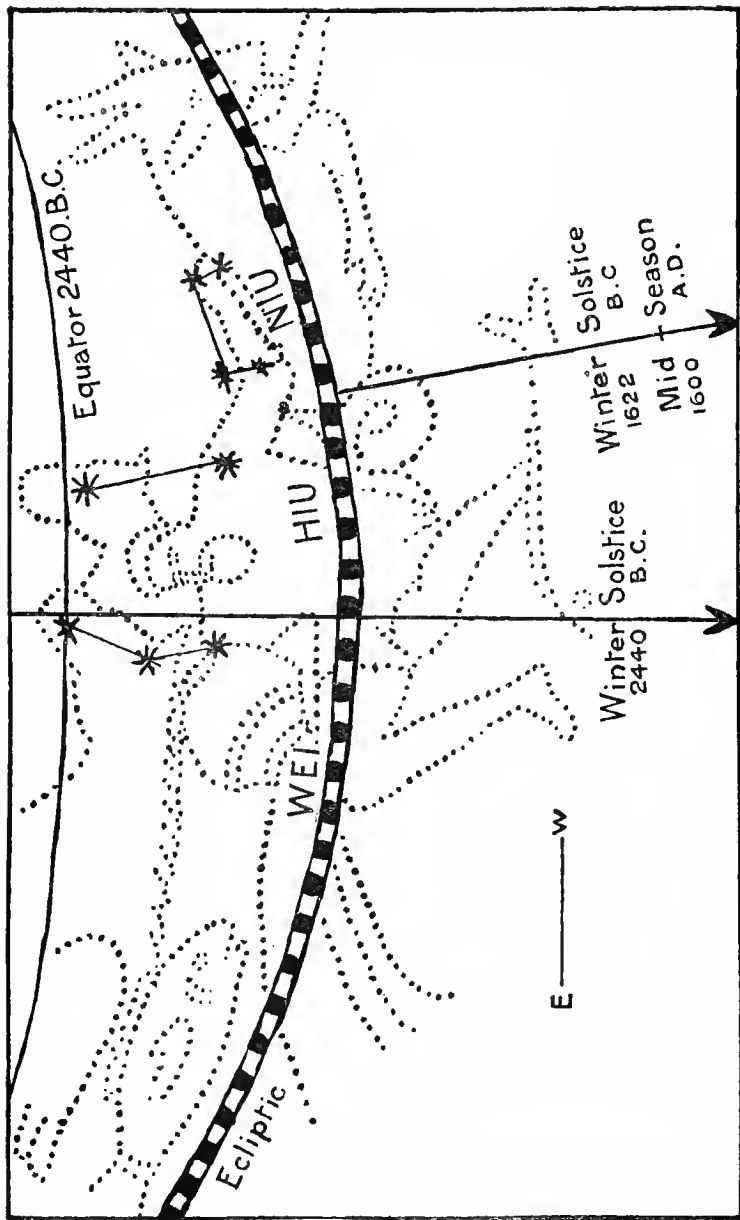 Equator 2440.B.C
NIU
HIU
WEI
Ecliptic
Winter Solstice
2440 B.C.
Winter Solstice
1622 B.C
Mid - Season
1600 A.D.
E W